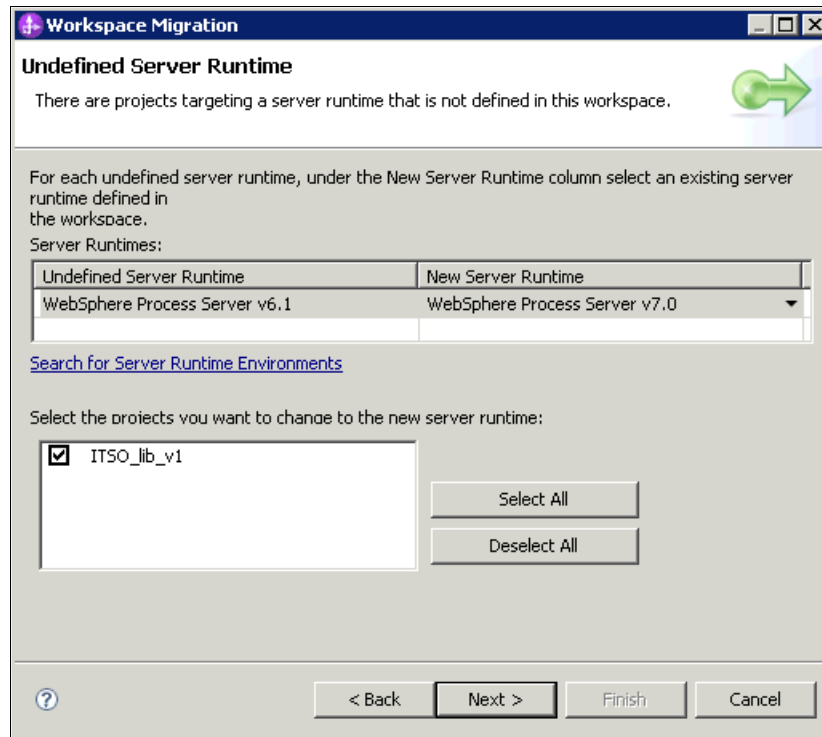 Workspace Migration
Undefined Server Runtime
There are projects targeting a server runtime that is not defined in this workspace.
For each undefined server runtime, under the New Server Runtime column select an existing server
runtime defined in
the workspace.
Server Runtimes:
Undefined Server Runtime New Server Runtime
WebSphere Process Server v6.1 WebSphere Process Server v7.0
Search for Server Runtime Environments
Select the projects you want to change to the new server runtime:
ITSO_lib_v1
Select All
Deselect All
? < Back Next > Finish Cancel